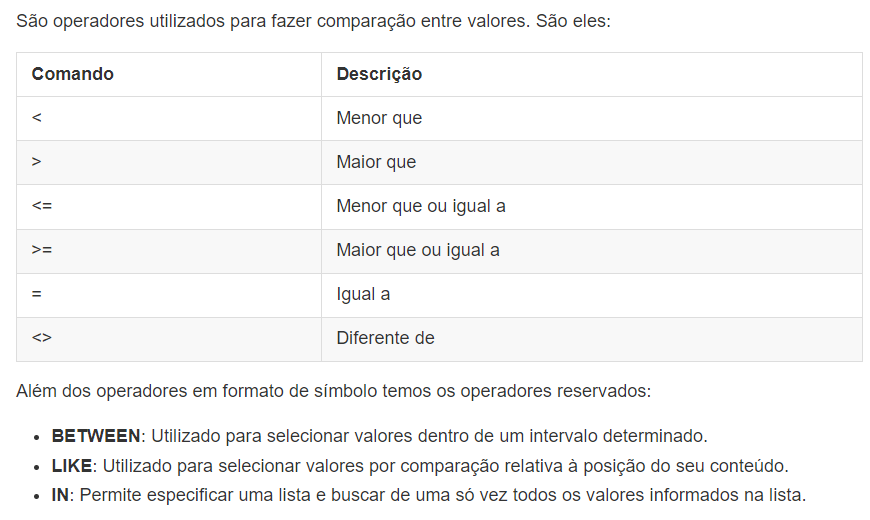 São operadores utilizados para fazer comparação entre valores. São eles:
Comando Descrição
< Menor que
> Maior que
<= Menor que ou igual a
>= Maior que ou igual a
= Igual a
<> Diferente de
Além dos operadores em formato de símbolo temos os operadores reservados:
• BETWEEN: Utilizado para selecionar valores dentro de um intervalo determinado.
• LIKE: Utilizado para selecionar valores por comparação relativa à posição do seu conteúdo.
• IN: Permite especificar uma lista e buscar de uma só vez todos os valores informados na lista.